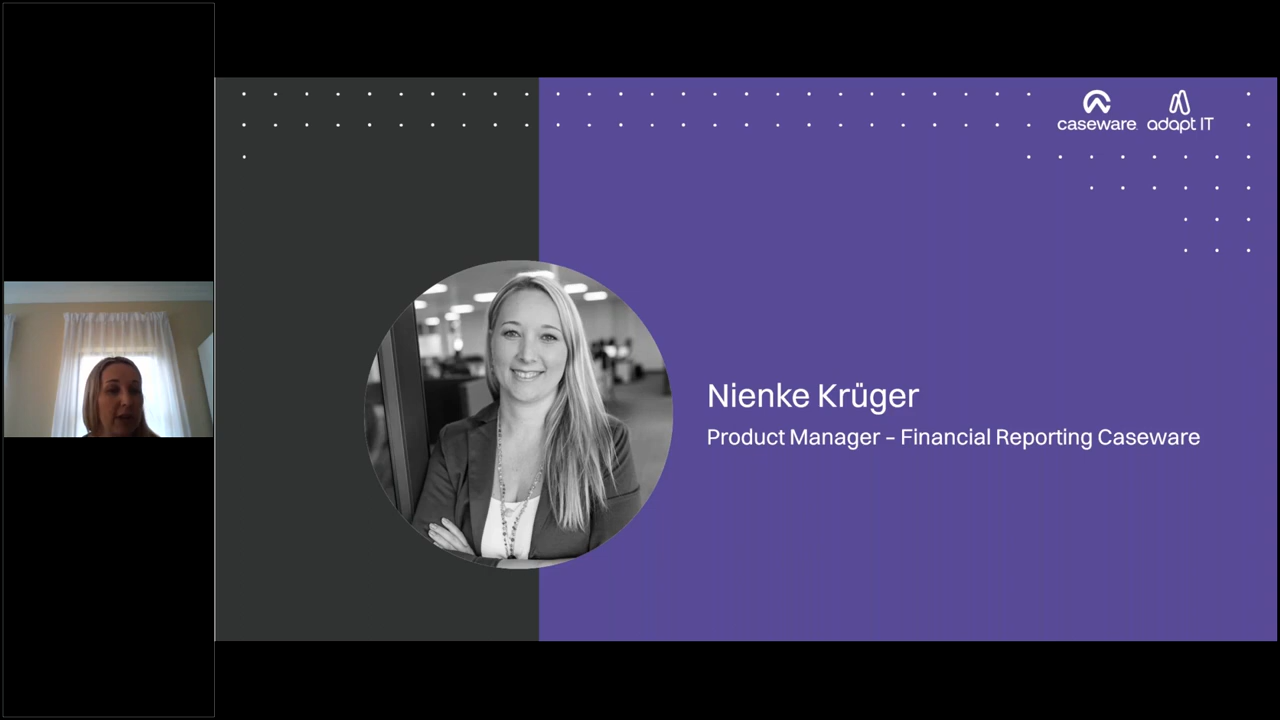 caseware adapt IT
Nienke Krüger
Product Manager – Financial Reporting Caseware